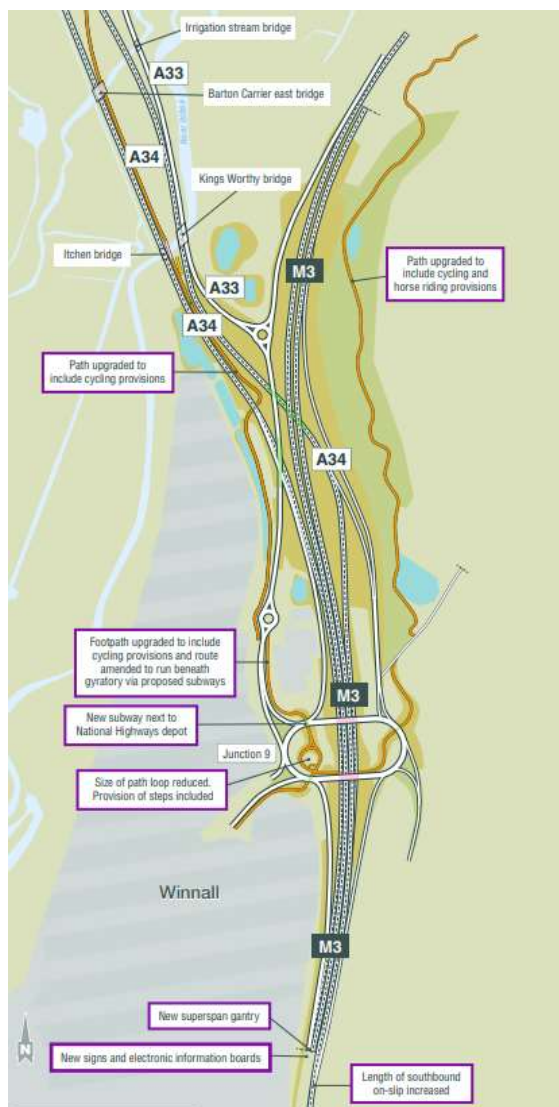 Irrigation stream bridge
A33
Barton Carrier east bridge
A34
Kings Worthy bridge
Itchen bridge
M3
A33
Path upgraded to
include cycling and
horse riding provisions
A34
Path upgraded to
include cycling provisions
A34
Footpath upgraded to include
cycling provisions and route
amended to run beneath
gyratory via proposed subways
M3
New subway next to
National Highways depot
Junction 9
Size of path loop reduced.
Provision of steps included
Winnall
M3
New superspan gantry
N
New signs and electronic information boards
Length of southbound
on-slip increased